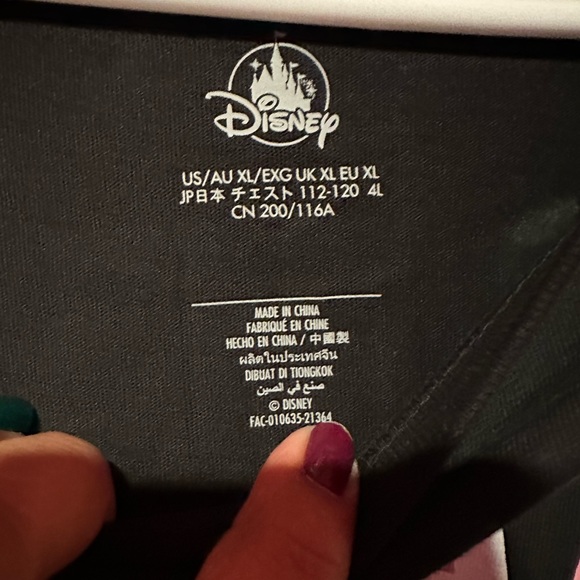 Disney
US/AU XL/EXG UK XL EU XL
JP日本 チェスト 112-120 4L
CN 200/116A
MADE IN CHINA
FABRIQUÉ EN CHINE
HECHO EN CHINA / 中國製
ผลิตในประเทศจีน
DIBUAT DI TIONGKOK
صنع في الصين
© DISNEY
FAC-010635-21364